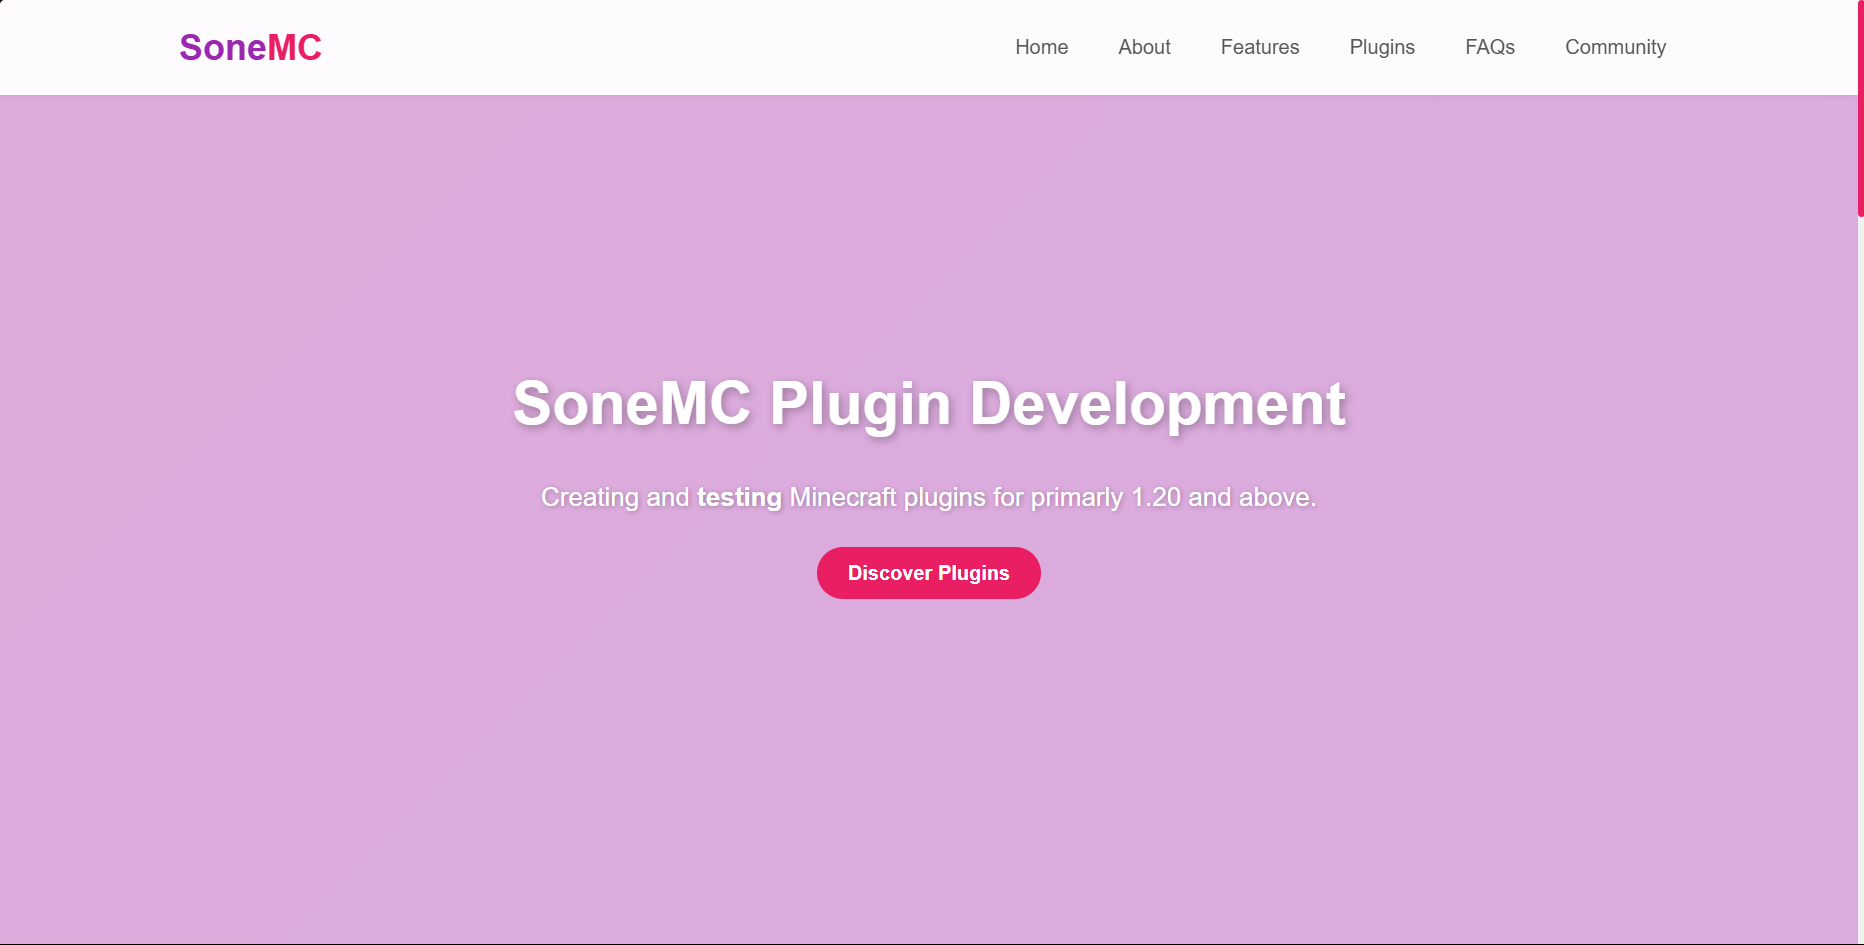 SoneMC
Home About Features Plugins FAQs Community
SoneMC Plugin Development
Creating and testing Minecraft plugins for primarly 1.20 and above.
Discover Plugins